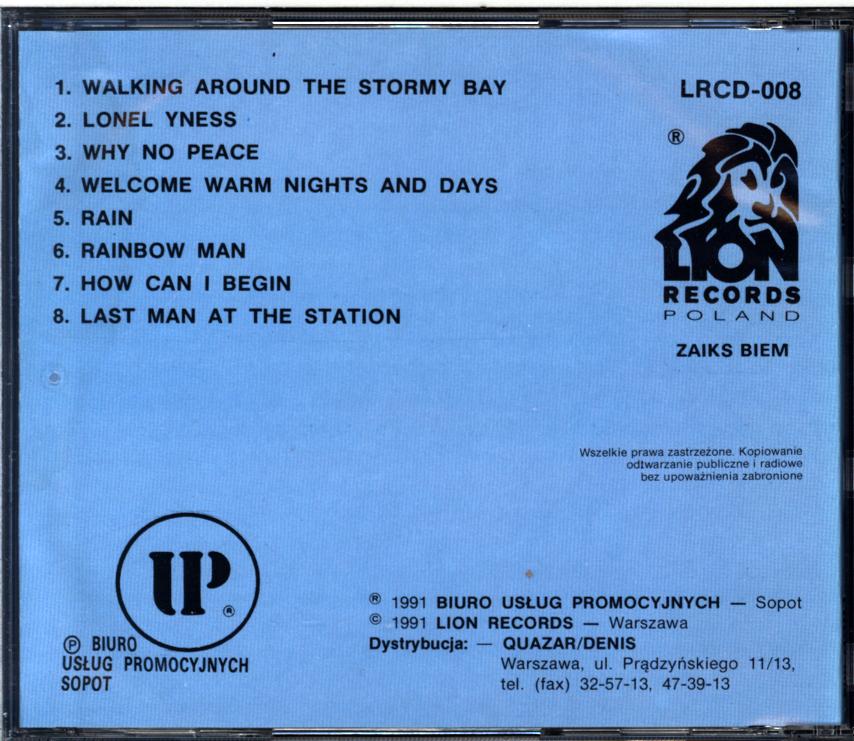 1. WALKING AROUND THE STORMY BAY
2. LONEL YNESS
3. WHY NO PEACE
4. WELCOME WARM NIGHTS AND DAYS
5. RAIN
6. RAINBOW MAN
7. HOW CAN I BEGIN
8. LAST MAN AT THE STATION
LRCD-008
®
LION
RECORDS
POLAND
ZAIKS BIEM
Wszelkie prawa zastrzeżone. Kopiowanie
odtwarzanie publiczne i radiowe
bez upoważnienia zabronione
UP ®
Ⓟ BIURO
USŁUG PROMOCYJNYCH
SOPOT
® 1991 BIURO USŁUG PROMOCYJNYCH — Sopot
© 1991 LION RECORDS — Warszawa
Dystrybucja: — QUAZAR/DENIS
Warszawa, ul. Prądzyńskiego 11/13,
tel. (fax) 32-57-13, 47-39-13